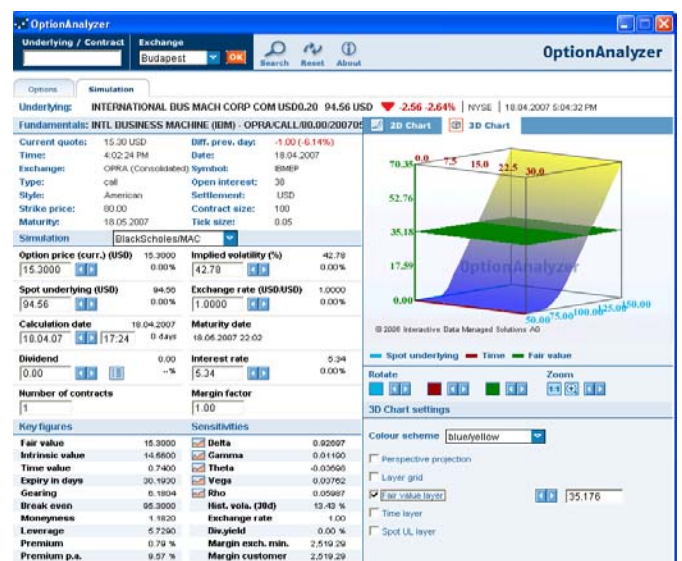 OptionAnalyzer
Underlying / Contract Exchange
Budapest OK Search Reset About OptionAnalyzer
Options Simulation
Underlying: INTERNATIONAL BUS MACH CORP COM USD0.20 94.56 USD -2.56 -2.64% | NYSE | 18.04.2007 5:04:32 PM
Fundamentals: INTL BUSINESS MACHINE (IBM) - OPRA/CALL/80.00/200705
2D Chart 3D Chart
Current quote: 15.30 USD Diff. prev. day: -1.00 (-6.14%)
Time: 4:02:24 PM Date: 18.04.2007
Exchange: OPRA (Consolidated) Symbol: IBMEP
Type: call Open interest: 38
Style: American Settlement: USD
Strike price: 80.00 Contract size: 100
Maturity: 18.05.2007 Tick size: 0.05
Simulation BlackScholes/MAC
Option price (curr.) (USD) 15.3000 Implied volatility (%) 42.78
15.3000 0.00% 42.78 0.00%
Spot underlying (USD) 94.56 Exchange rate (USD/USD) 1.0000
94.56 0.00% 1.0000 0.00%
Calculation date 18.04.2007 Maturity date
18.04.07 17:24 0 days 18.05.2007 22:02
Dividend 0.00 Interest rate 5.34
0.00 --% 5.34 0.00%
Number of contracts Margin factor
1 1.00
Key figures Sensitivities
Fair value 15.3000 Delta 0.92697
Intrinsic value 14.5600 Gamma 0.01190
Time value 0.7400 Theta -0.03698
Expiry in days 30.1930 Vega 0.03762
Gearing 6.1804 Rho 0.05987
Break even 95.3000 Hist. vola. (30d) 13.43 %
Moneyness 1.1820 Exchange rate 1.00
Leverage 5.7290 Div.yield 0.00 %
Premium 0.79 % Margin exch. min. 2,519.29
Premium p.a. 9.57 % Margin customer 2,519.29
70.35 0.0 7.5 15.0 22.5 30.0
52.76
35.18
17.59 OptionAnalyzer
0.00
50.00 75.00 100.00 125.00 150.00
© 2006 Interactive Data Managed Solutions AG
Spot underlying Time Fair value
Rotate Zoom
3D Chart settings
Colour scheme blue/yellow
Perspective projection
Layer grid
Fair value layer 35.176
Time layer
Spot UL layer